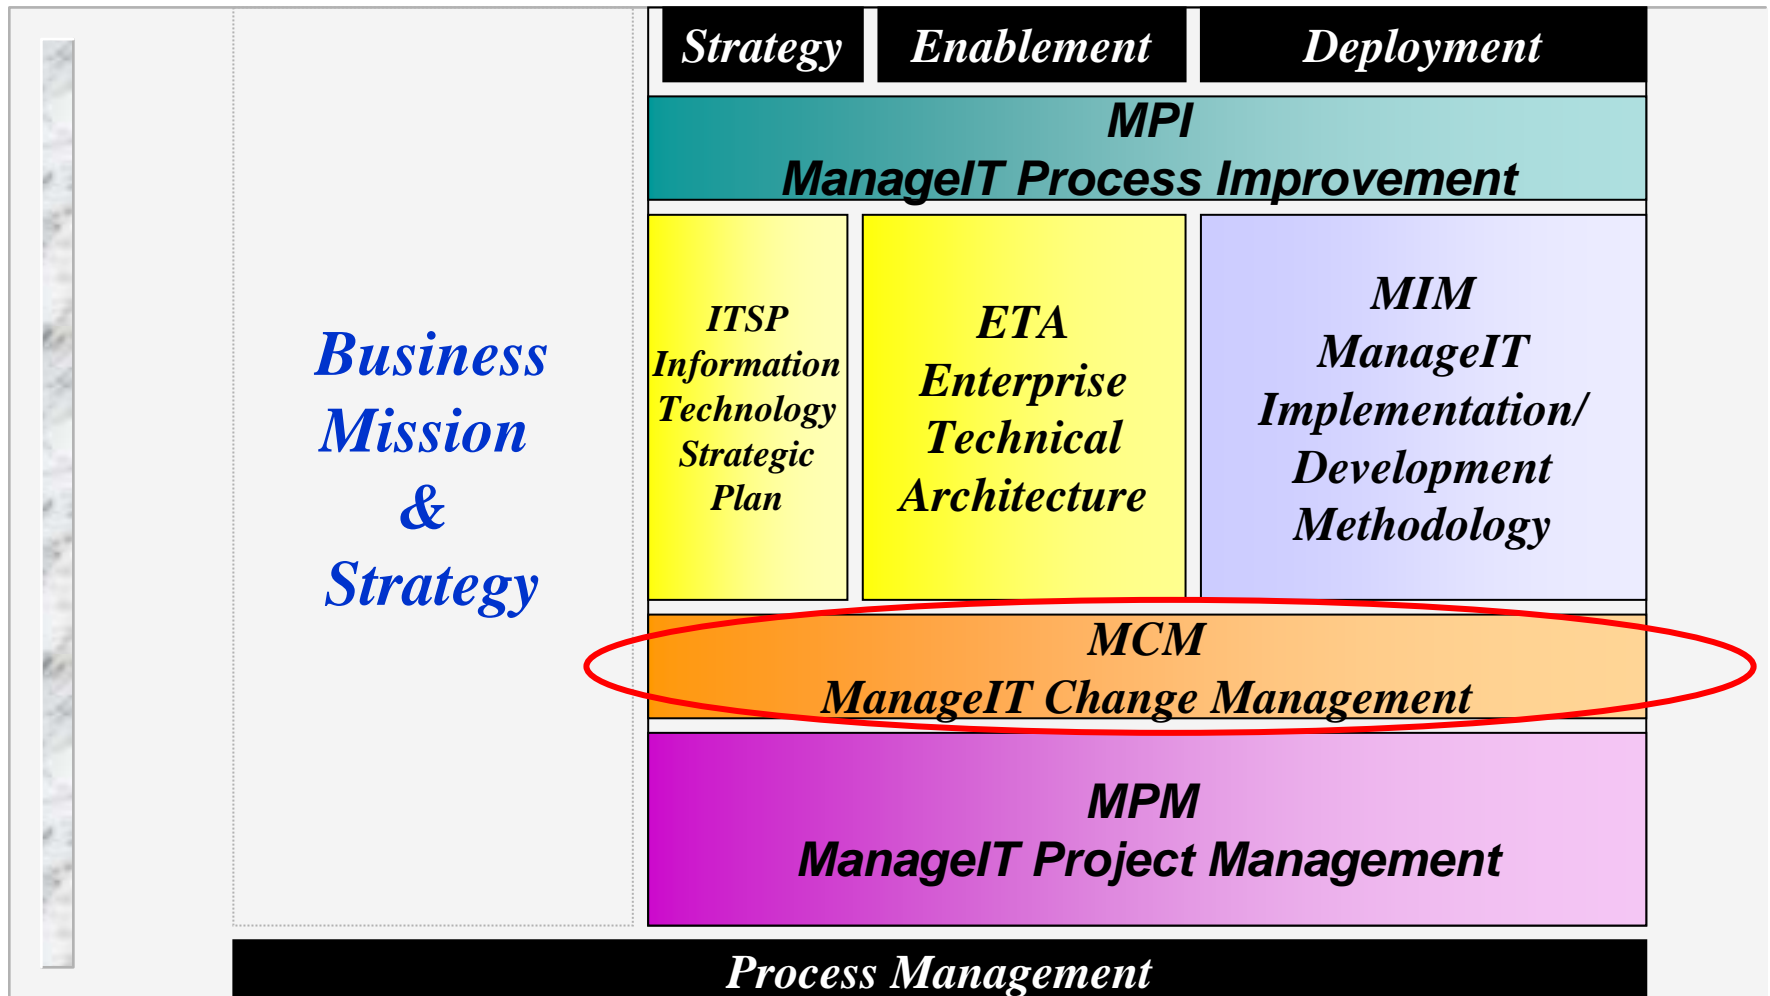 Strategy
Enablement
Deployment
MPI
ManageIT Process Improvement
Business
Mission
&
Strategy
ITSP
Information
Technology
Strategic
Plan
ETA
Enterprise
Technical
Architecture
MIM
ManageIT
Implementation/
Development
Methodology
MCM
ManageIT Change Management
MPM
ManageIT Project Management
Process Management